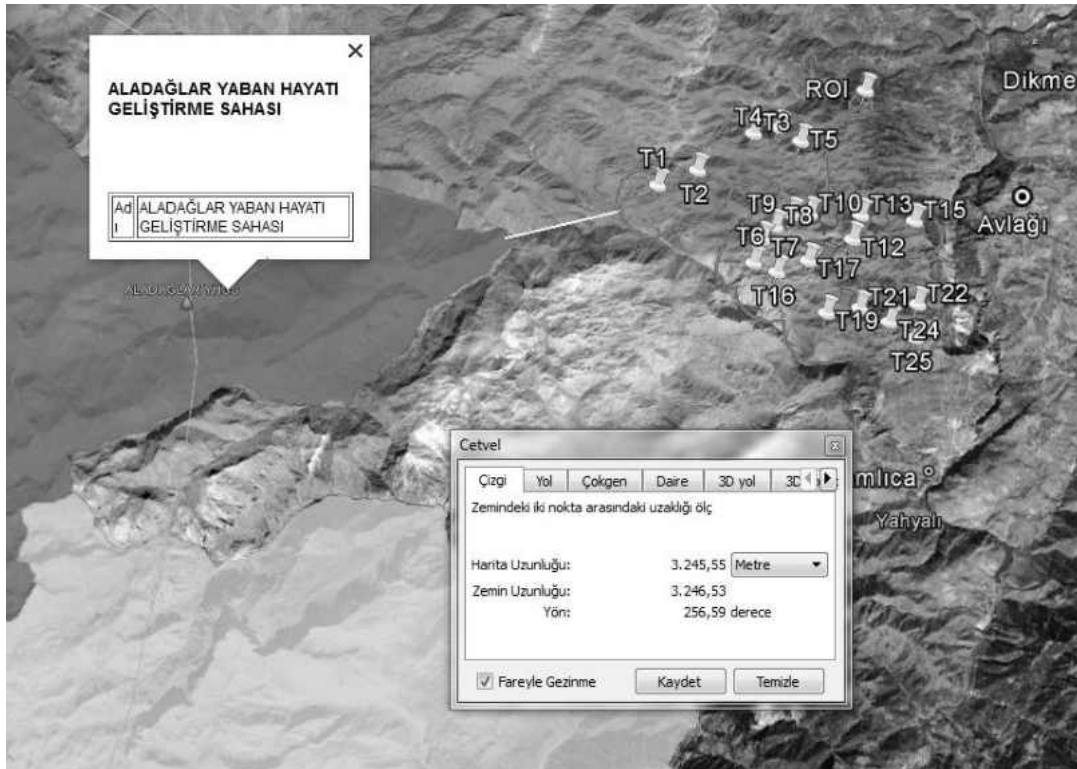 ALADAĞLAR YABAN HAYATI
GELİŞTİRME SAHASI
Ad
ı
ALADAĞLAR YABAN HAYATI
GELİŞTİRME SAHASI
ROI
Dikme
T4
T3
T5
T1
T2
T9
T8
T10
T13
T15
Avlağı
T6
T7
T12
T17
T16
T21
T22
T19
T24
T25
Cetvel
Çizgi
Yol
Çokgen
Daire
3D yol
Zemindeki iki nokta arasındaki uzaklığı ölç
Harita Uzunluğu: 3.245,55 Metre
Zemin Uzunluğu: 3.246,53
Yön: 256,59 derece
Fareyle Gezinme
Kaydet
Temizle
mlıca
Yahyalı